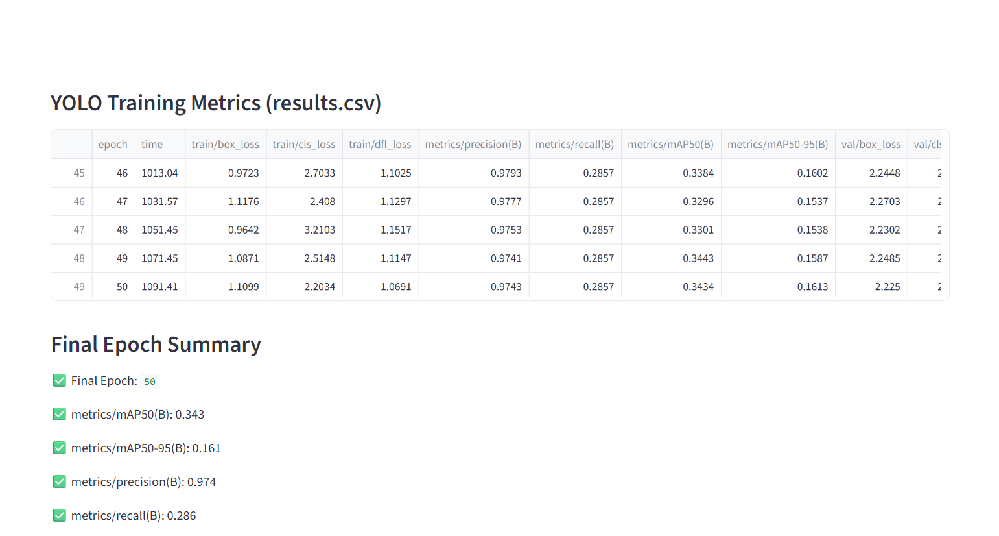 YOLO Training Metrics (results.csv)
epoch time train/box_loss train/cls_loss train/dfl_loss metrics/precision(B) metrics/recall(B) metrics/mAP50(B) metrics/mAP50-95(B) val/box_loss val/cls
45 46 1013.04 0.9723 2.7033 1.1025 0.9793 0.2857 0.3384 0.1602 2.2448 2
46 47 1031.57 1.1176 2.408 1.1297 0.9777 0.2857 0.3296 0.1537 2.2703 2
47 48 1051.45 0.9642 3.2103 1.1517 0.9753 0.2857 0.3301 0.1538 2.2302 2
48 49 1071.45 1.0871 2.5148 1.1147 0.9741 0.2857 0.3443 0.1587 2.2485 2
49 50 1091.41 1.1099 2.2034 1.0691 0.9743 0.2857 0.3434 0.1613 2.225 2
Final Epoch Summary
✅ Final Epoch: 50
✅ metrics/mAP50(B): 0.343
✅ metrics/mAP50-95(B): 0.161
✅ metrics/precision(B): 0.974
✅ metrics/recall(B): 0.286